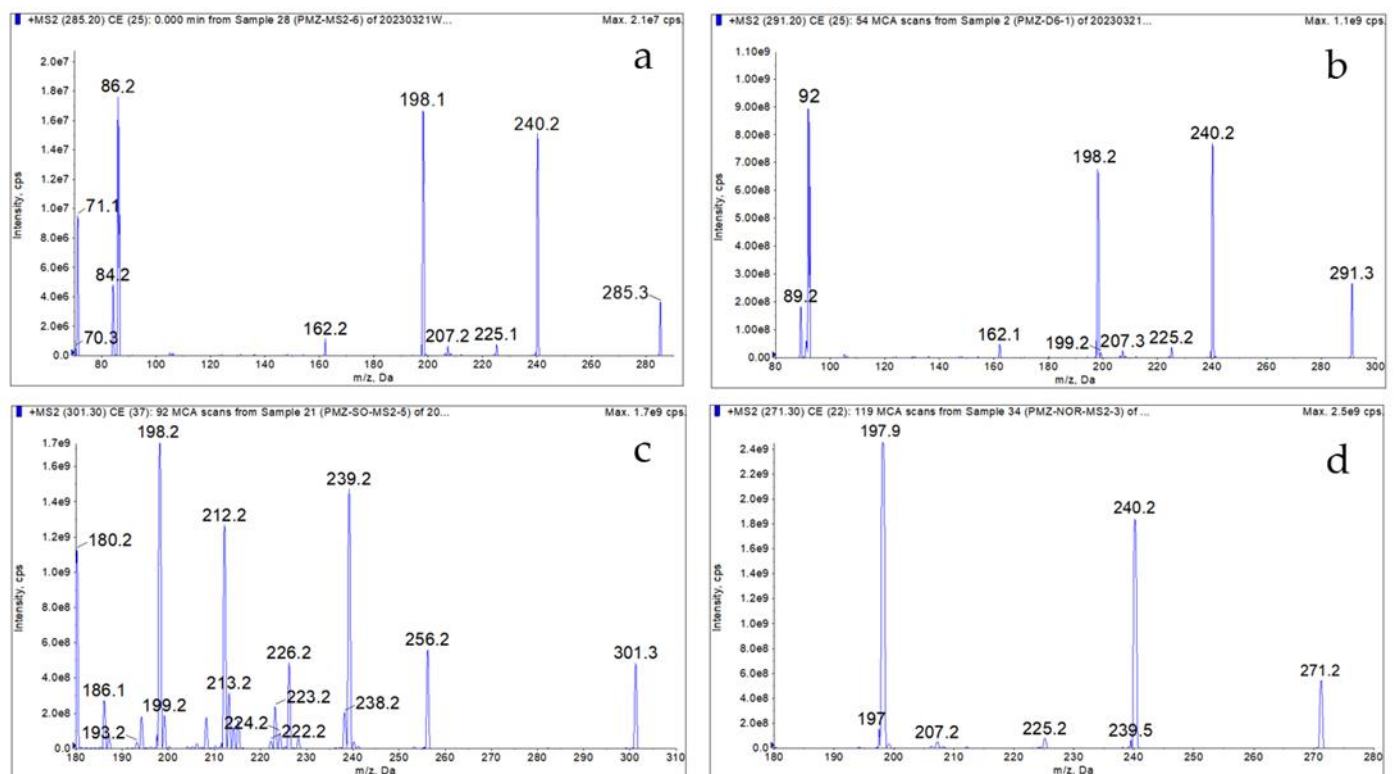 +MS2 (285.20) CE (25): 0.000 min from Sample 28 (PMZ-MS2-6) of 20230321W... Max. 2.1e7 cps.
a
2.0e7
1.8e7
1.6e7
1.4e7
1.2e7
1.0e7
8.0e6
6.0e6
4.0e6
2.0e6
0.0
Intensity, cps
86.2
198.1
240.2
71.1
84.2
285.3
70.3
162.2
207.2
225.1
80 100 120 140 160 180 200 220 240 260 280
m/z, Da
+MS2 (291.20) CE (25): 54 MCA scans from Sample 2 (PMZ-D6-1) of 20230321... Max. 1.1e9 cps.
b
1.10e9
1.00e9
9.00e8
8.00e8
7.00e8
6.00e8
5.00e8
4.00e8
3.00e8
2.00e8
1.00e8
0.00
Intensity, cps
92
198.2
240.2
89.2
291.3
162.1
199.2
207.3
225.2
80 100 120 140 160 180 200 220 240 260 280 300
m/z, Da
+MS2 (301.30) CE (37): 92 MCA scans from Sample 21 (PMZ-SO-MS2-5) of 20... Max. 1.7e9 cps.
c
1.7e9
1.6e9
1.4e9
1.2e9
1.0e9
8.0e8
6.0e8
4.0e8
2.0e8
0.0
Intensity, cps
198.2
239.2
212.2
180.2
256.2
226.2
301.3
186.1
199.2
213.2
223.2
238.2
193.2
224.2
222.2
180 190 200 210 220 230 240 250 260 270 280 290 300 310
m/z, Da
+MS2 (271.30) CE (22): 119 MCA scans from Sample 34 (PMZ-NOR-MS2-3) of ... Max. 2.5e9 cps.
d
2.4e9
2.2e9
2.0e9
1.8e9
1.6e9
1.4e9
1.2e9
1.0e9
8.0e8
6.0e8
4.0e8
2.0e8
0.0
Intensity, cps
197.9
240.2
271.2
197
207.2
225.2
239.5
180 190 200 210 220 230 240 250 260 270 280
m/z, Da